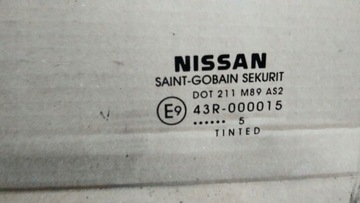 NISSAN
SAINT-GOBAIN SEKURIT
DOT 211 M89 AS2
E9 43R-000015
...... 5
TINTED